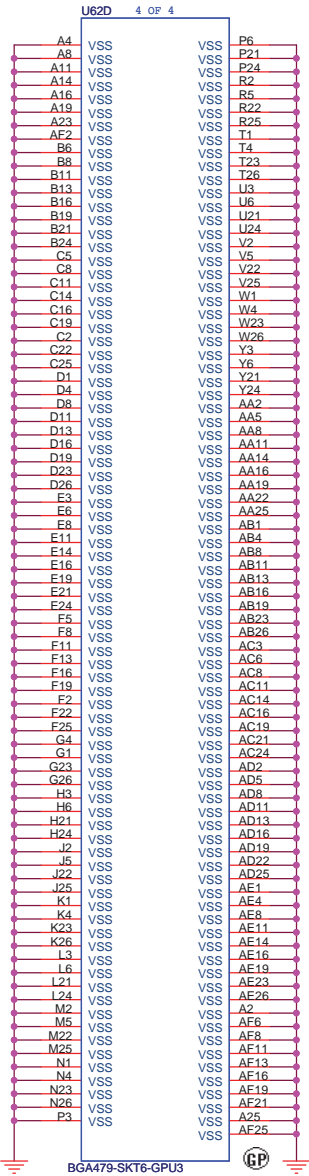 U62D 4 OF 4
A4 VSS VSS P6
A8 VSS VSS P21
A11 VSS VSS P24
A14 VSS VSS R2
A16 VSS VSS R5
A19 VSS VSS R22
A23 VSS VSS R25
AF2 VSS VSS T1
B6 VSS VSS T4
B8 VSS VSS T23
B11 VSS VSS T26
B13 VSS VSS U3
B16 VSS VSS U6
B19 VSS VSS U21
B21 VSS VSS U24
B24 VSS VSS V2
C5 VSS VSS V5
C8 VSS VSS V22
C11 VSS VSS V25
C14 VSS VSS W1
C16 VSS VSS W4
C19 VSS VSS W23
C2 VSS VSS W26
C22 VSS VSS Y3
C25 VSS VSS Y6
D1 VSS VSS Y21
D4 VSS VSS Y24
D8 VSS VSS AA2
D11 VSS VSS AA5
D13 VSS VSS AA8
D16 VSS VSS AA11
D19 VSS VSS AA14
D23 VSS VSS AA16
D26 VSS VSS AA19
E3 VSS VSS AA22
E6 VSS VSS AA25
E8 VSS VSS AB1
E11 VSS VSS AB4
E14 VSS VSS AB8
E16 VSS VSS AB11
E19 VSS VSS AB13
E21 VSS VSS AB16
E24 VSS VSS AB19
F5 VSS VSS AB23
F8 VSS VSS AB26
F11 VSS VSS AC3
F13 VSS VSS AC6
F16 VSS VSS AC8
F19 VSS VSS AC11
F2 VSS VSS AC14
F22 VSS VSS AC16
F25 VSS VSS AC19
G4 VSS VSS AC21
G1 VSS VSS AC24
G23 VSS VSS AD2
G26 VSS VSS AD5
H3 VSS VSS AD8
H6 VSS VSS AD11
H21 VSS VSS AD13
H24 VSS VSS AD16
J2 VSS VSS AD19
J5 VSS VSS AD22
J22 VSS VSS AD25
J25 VSS VSS AE1
K1 VSS VSS AE4
K4 VSS VSS AE8
K23 VSS VSS AE11
K26 VSS VSS AE14
L3 VSS VSS AE16
L6 VSS VSS AE19
L21 VSS VSS AE23
L24 VSS VSS AE26
M2 VSS VSS A2
M5 VSS VSS AF6
M22 VSS VSS AF8
M25 VSS VSS AF11
N1 VSS VSS AF13
N4 VSS VSS AF16
N23 VSS VSS AF19
N26 VSS VSS AF21
P3 VSS VSS A25
VSS AF25
BGA479-SKT6-GPU3
GP